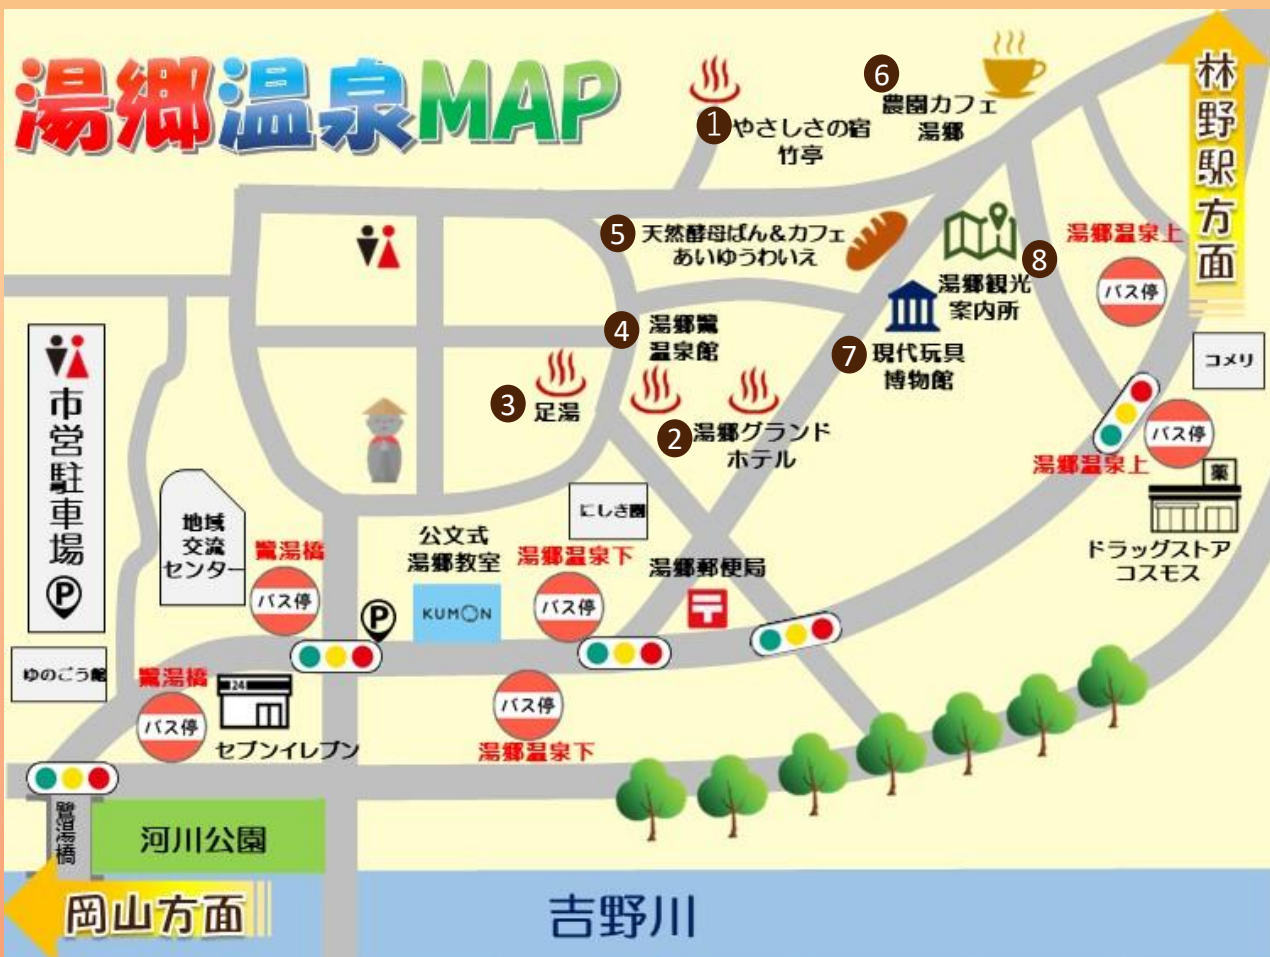 湯郷温泉MAP
林野駅方面
6
農園カフェ
湯郷
1
やさしさの宿
竹亭
5
天然酵母ぱん&カフェ
あいゆうわいえ
8
湯郷観光
案内所
湯郷温泉上
バス停
4
湯郷鷺
温泉館
7
現代玩具
博物館
コメリ
3
足湯
2
湯郷グランド
ホテル
バス停
湯郷温泉上
薬
ドラッグストア
コスモス
市営駐車場
P
地域
交流
センター
鷺湯橋
バス停
公文式
湯郷教室
KUMON
にしき園
湯郷温泉下
バス停
湯郷郵便局
P
ゆのごう館
鷺湯橋
バス停
24
セブンイレブン
バス停
湯郷温泉下
鷺湯橋
河川公園
岡山方面
吉野川